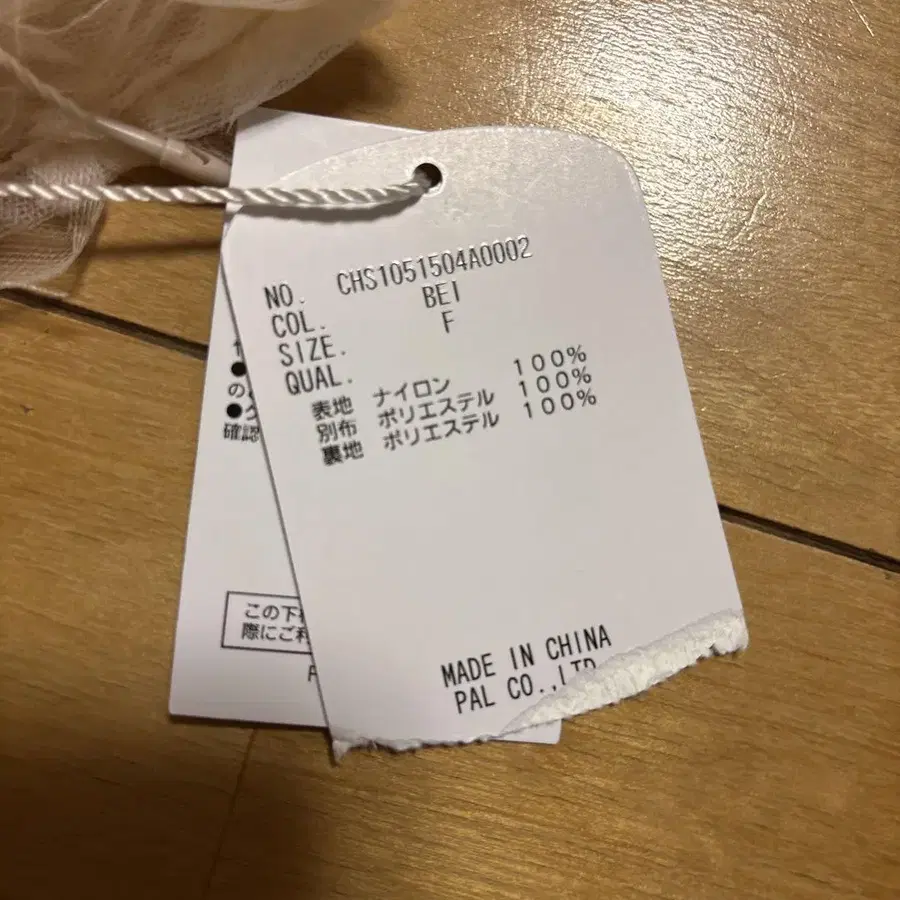 NO. CHS1051504A0002
COL. BEI
SIZE. F
QUAL.
表地 ナイロン 100%
別布 ポリエステル 100%
裏地 ポリエステル 100%
MADE IN CHINA
PAL CO.,LTD
の
確認
この下
際にご利